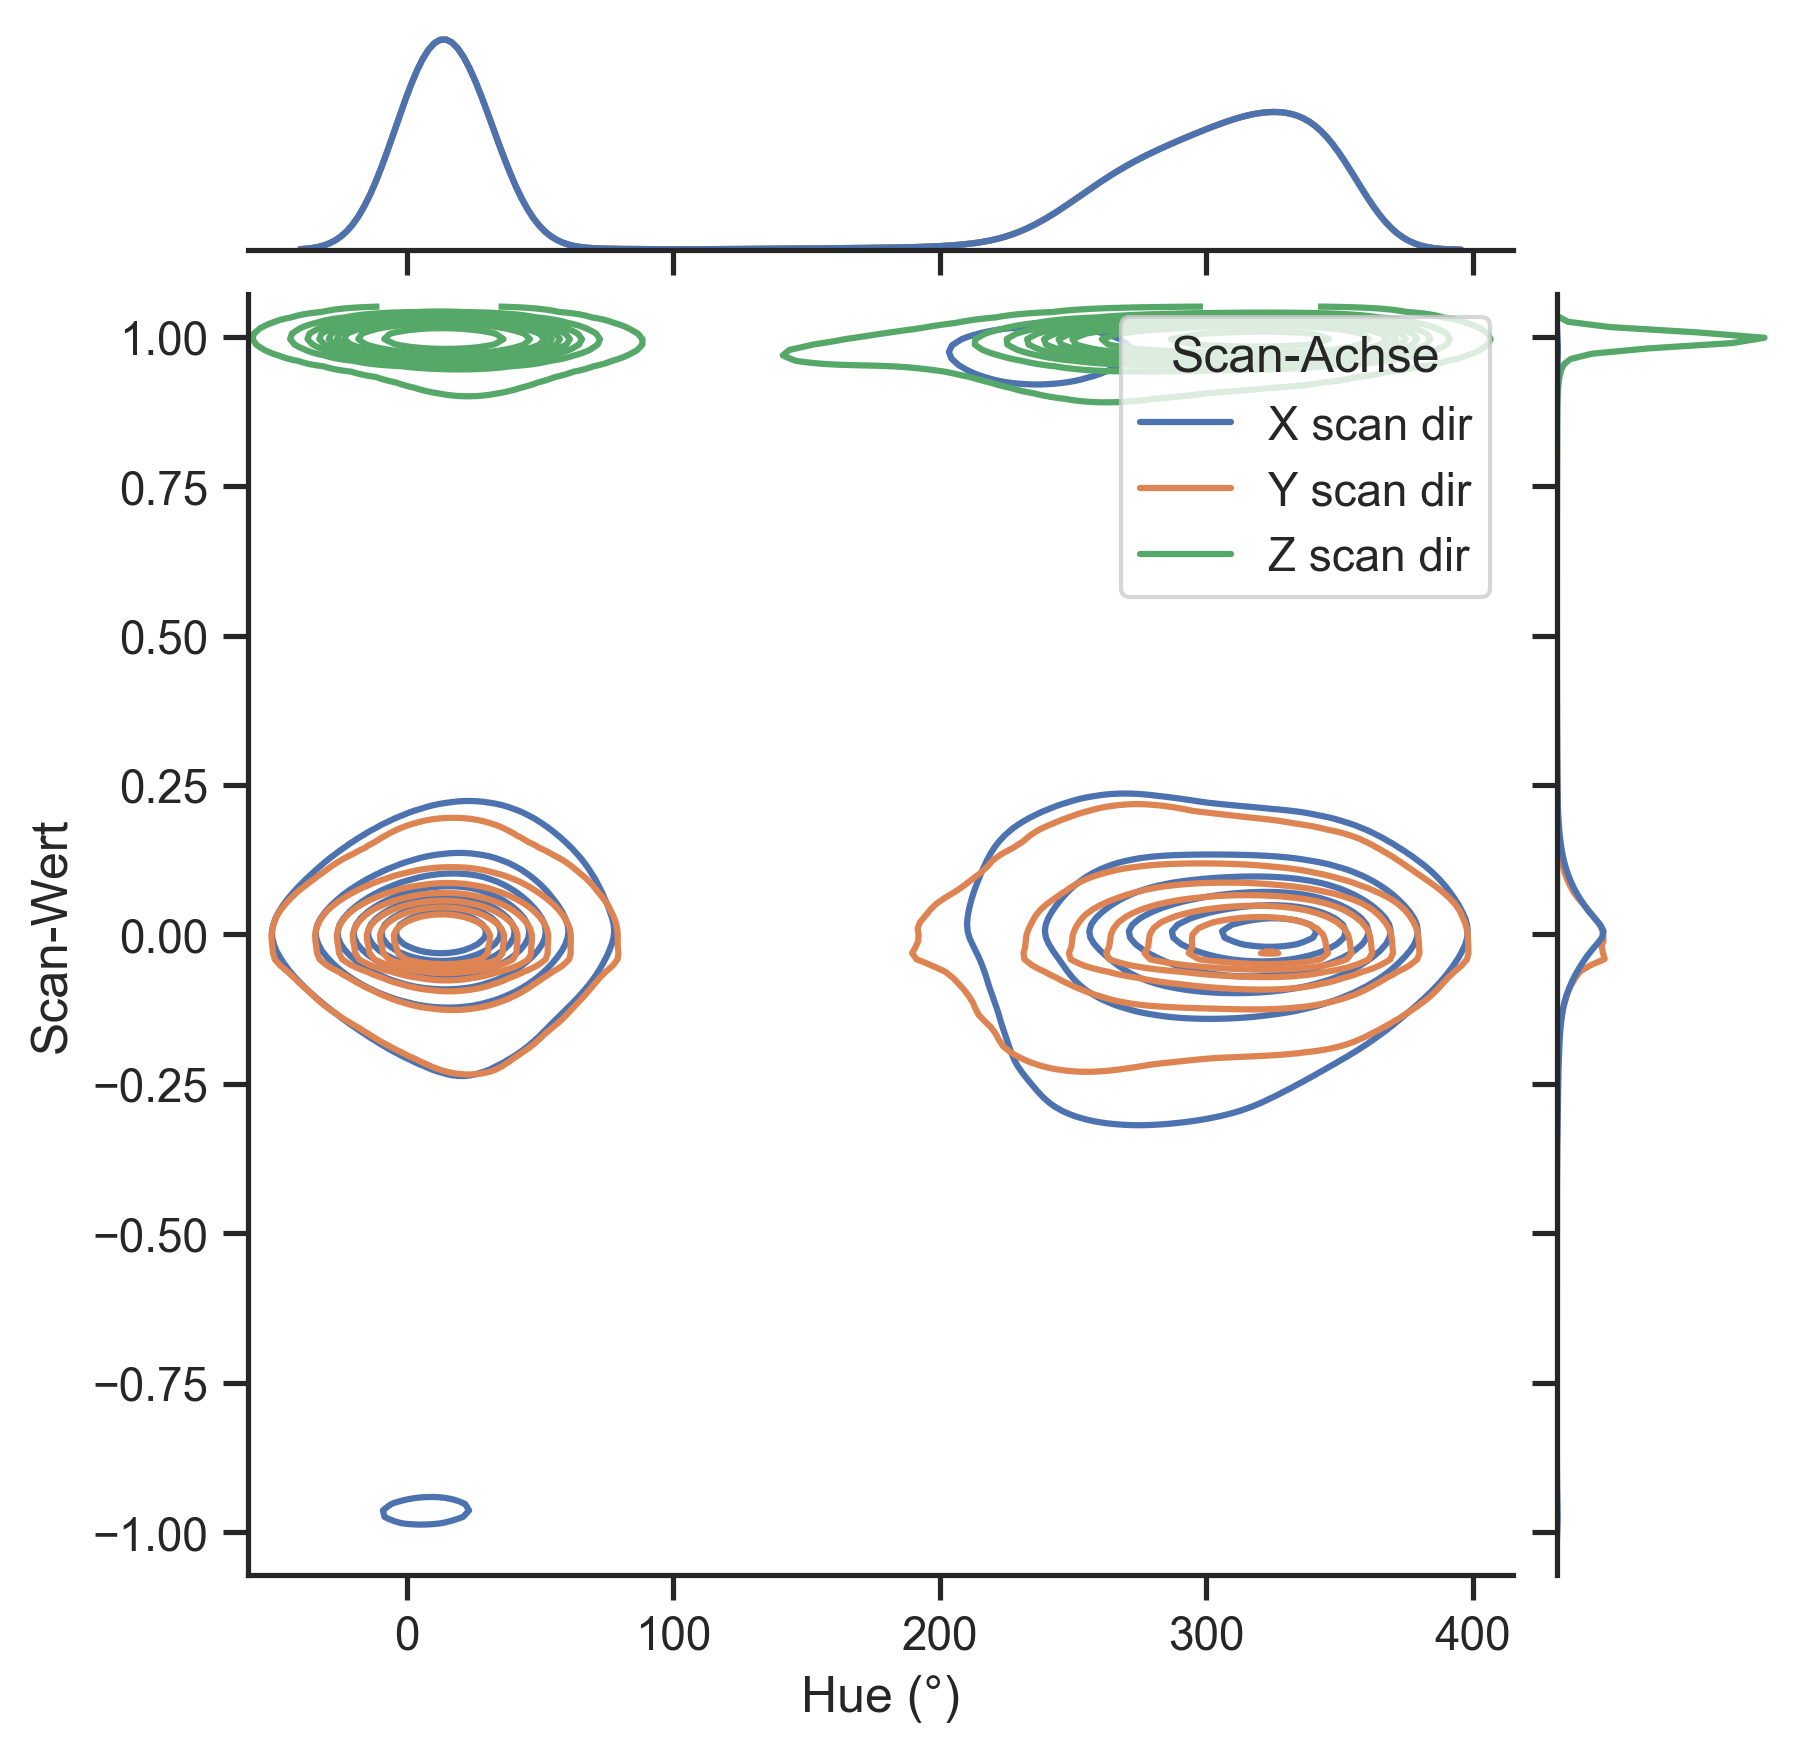 1.00
Scan-Achse
X scan dir
0.75
Y scan dir
Z scan dir
0.50
0.25
Scan-Wert
0.00
−0.25
−0.50
−0.75
−1.00
0 100 200 300 400
Hue (°)